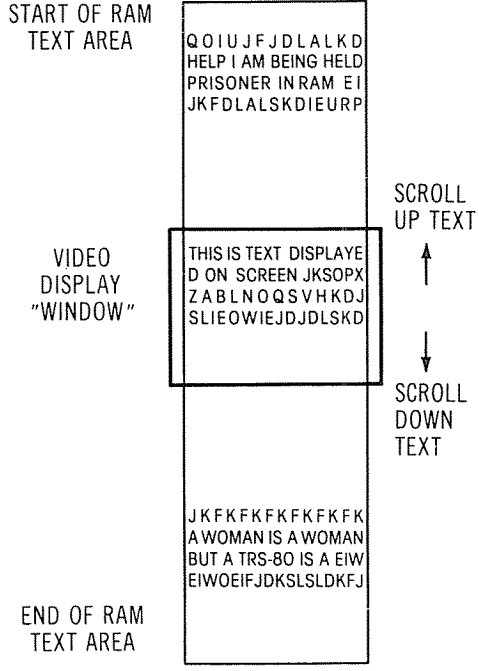 START OF RAM
TEXT AREA
QOIUJFJDLALKD
HELP I AM BEING HELD
PRISONER IN RAM EI
JKFDLALSKDIEURP
SCROLL
UP TEXT
VIDEO
DISPLAY
"WINDOW"
THIS IS TEXT DISPLAYE
D ON SCREEN JKSOPX
ZABLNOQSVHKDJ
SLIEOWIEJDJDLSKD
SCROLL
DOWN
TEXT
JKFKFKFKFKFKFK
A WOMAN IS A WOMAN
BUT A TRS-80 IS A EIW
EIWOEIFJDKSLSLDKFJ
END OF RAM
TEXT AREA